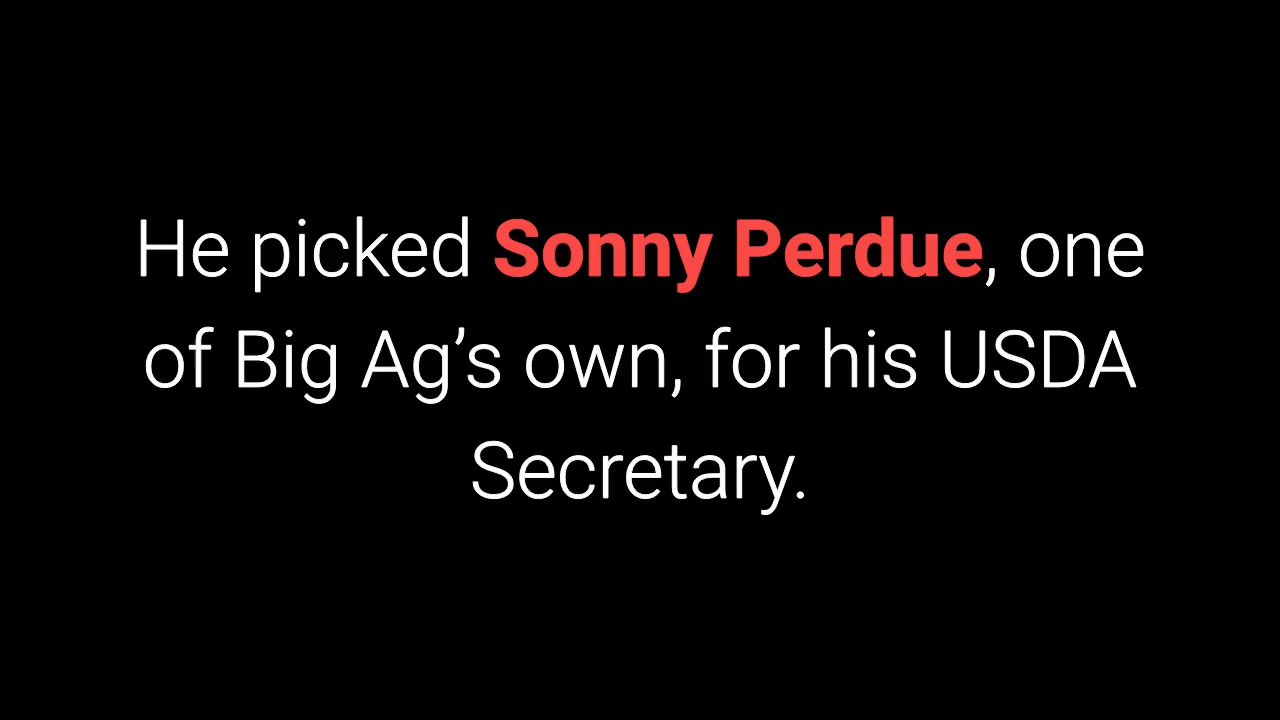 He picked Sonny Perdue, one
of Big Ag’s own, for his USDA
Secretary.